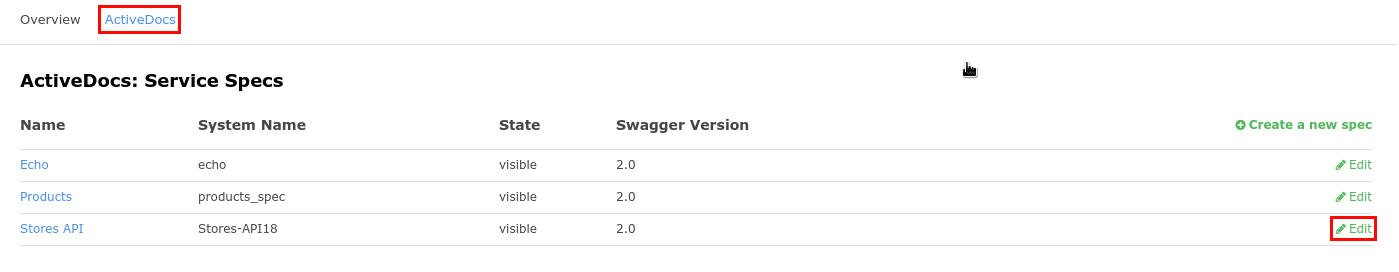 Overview ActiveDocs
ActiveDocs: Service Specs
Name System Name State Swagger Version Create a new spec
Echo echo visible 2.0 Edit
Products products_spec visible 2.0 Edit
Stores API Stores-API18 visible 2.0 Edit